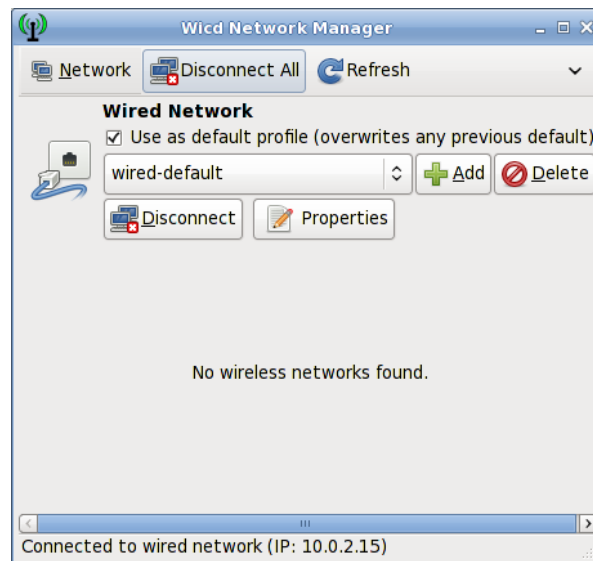 Wicd Network Manager
Network Disconnect All Refresh
Wired Network
Use as default profile (overwrites any previous default)
wired-default Add Delete
Disconnect Properties
No wireless networks found.
Connected to wired network (IP: 10.0.2.15)